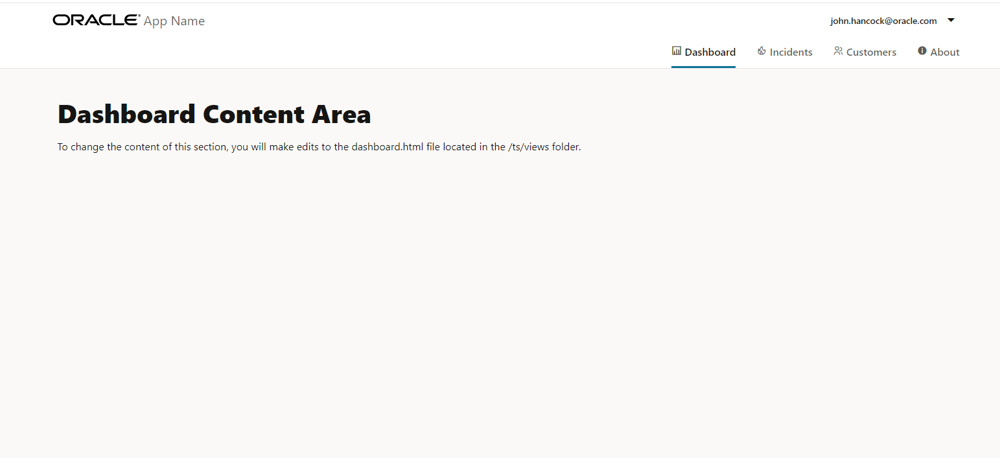 ORACLE® App Name
john.hancock@oracle.com
Dashboard Incidents Customers About
Dashboard Content Area
To change the content of this section, you will make edits to the dashboard.html file located in the /ts/views folder.